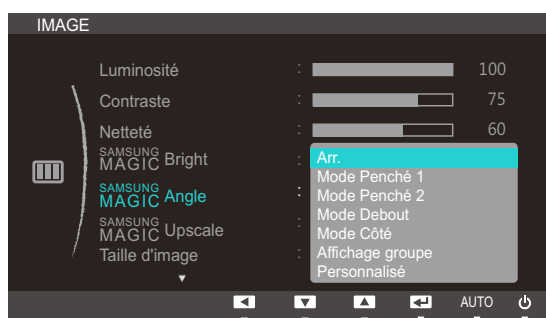 IMAGE
Luminosité : 100
Contraste : 75
Netteté : 60
SAMSUNG MAGIC Bright :
SAMSUNG MAGIC Angle :
SAMSUNG MAGIC Upscale :
Taille d'image :
Arr.
Mode Penché 1
Mode Penché 2
Mode Debout
Mode Côté
Affichage groupe
Personnalisé
AUTO